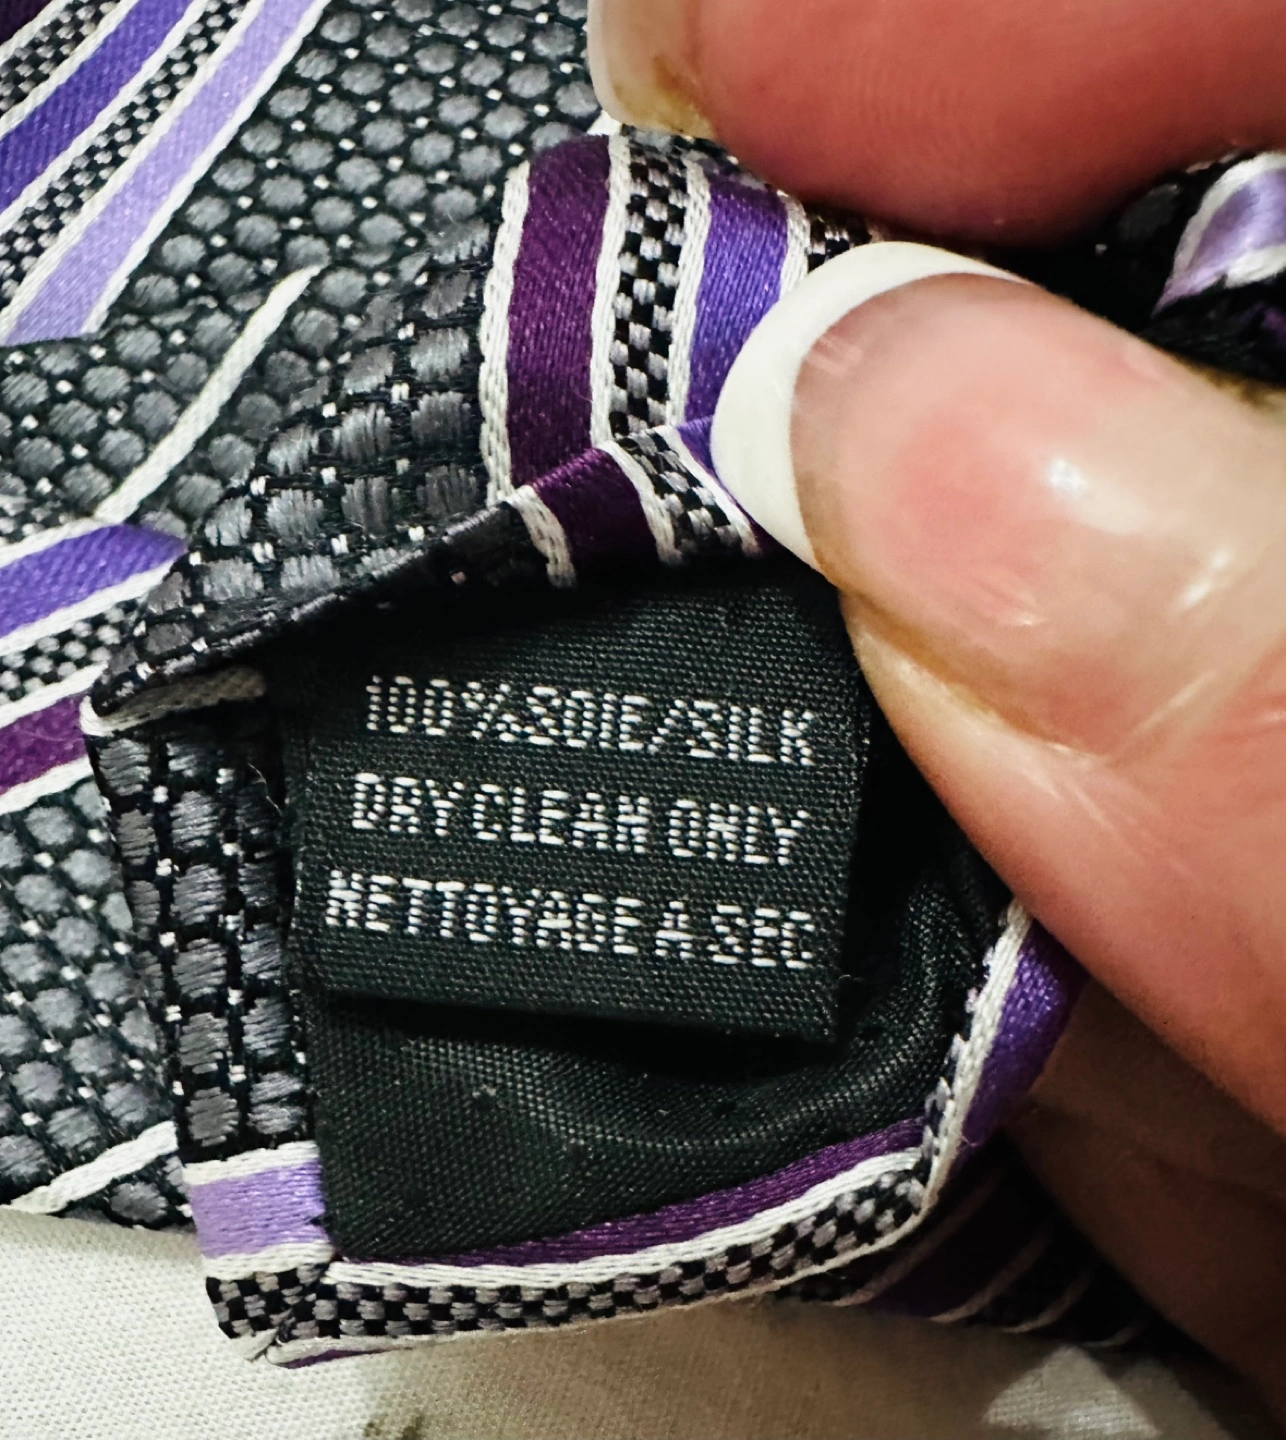 100% SOIE/SILK
DRY CLEAN ONLY
NETTOYAGE A SEC